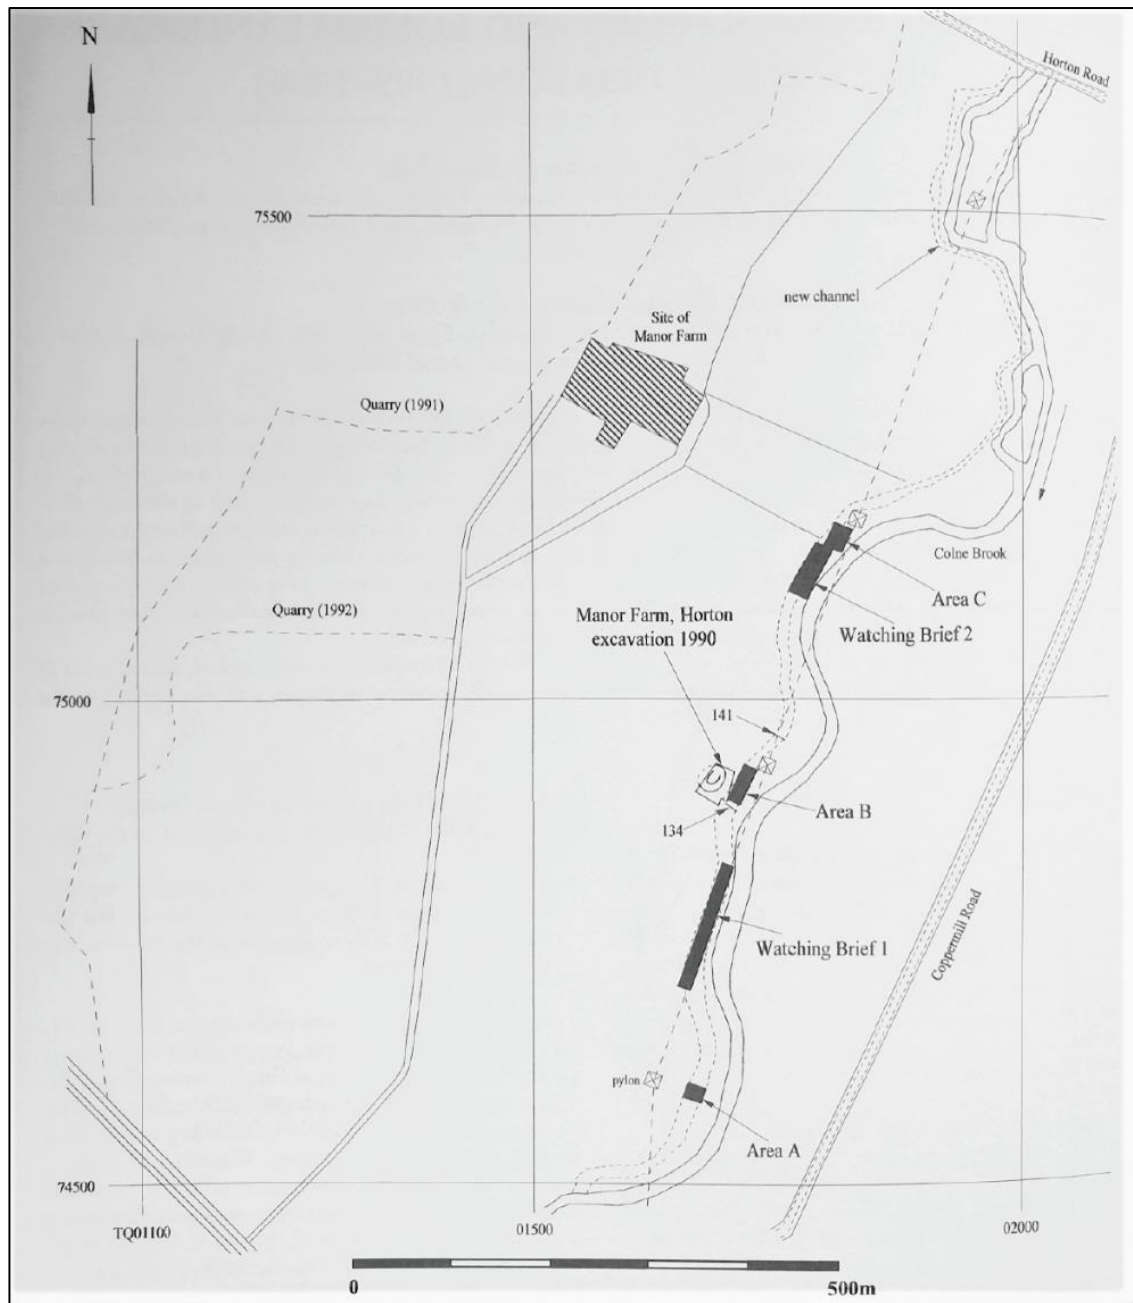 N
Horton Road
75500
new channel
Site of
Manor Farm
Quarry (1991)
Colne Brook
Area C
Quarry (1992)
Manor Farm, Horton
excavation 1990
Watching Brief 2
75000
141
Area B
134
Coppermill Road
Watching Brief 1
pylon
Area A
74500
TQ01100
01500
02000
0
500m